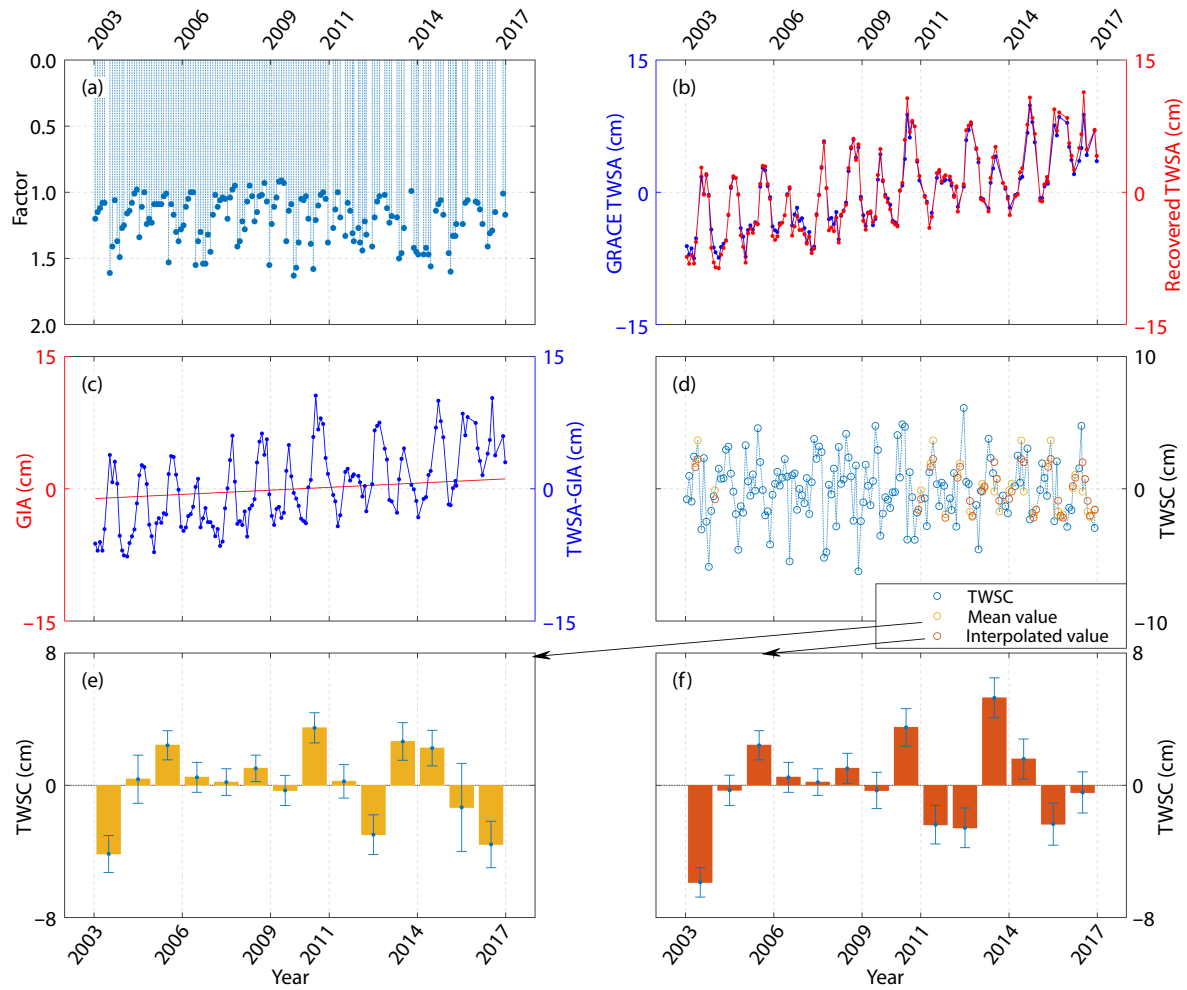 2003 2006 2009 2011 2014 2017
2003 2006 2009 2011 2014 2017
(a)
0.0
0.5
1.0
1.5
2.0
Factor
(b)
15
0
−15
GRACE TWSA (cm)
15
0
−15
Recovered TWSA (cm)
(c)
15
0
−15
GIA (cm)
15
0
−15
TWSA-GIA (cm)
(d)
10
0
−10
TWSC (cm)
TWSC
Mean value
Interpolated value
(e)
8
0
−8
TWSC (cm)
2003 2006 2009 2011 2014 2017
Year
(f)
8
0
−8
TWSC (cm)
2003 2006 2009 2011 2014 2017
Year